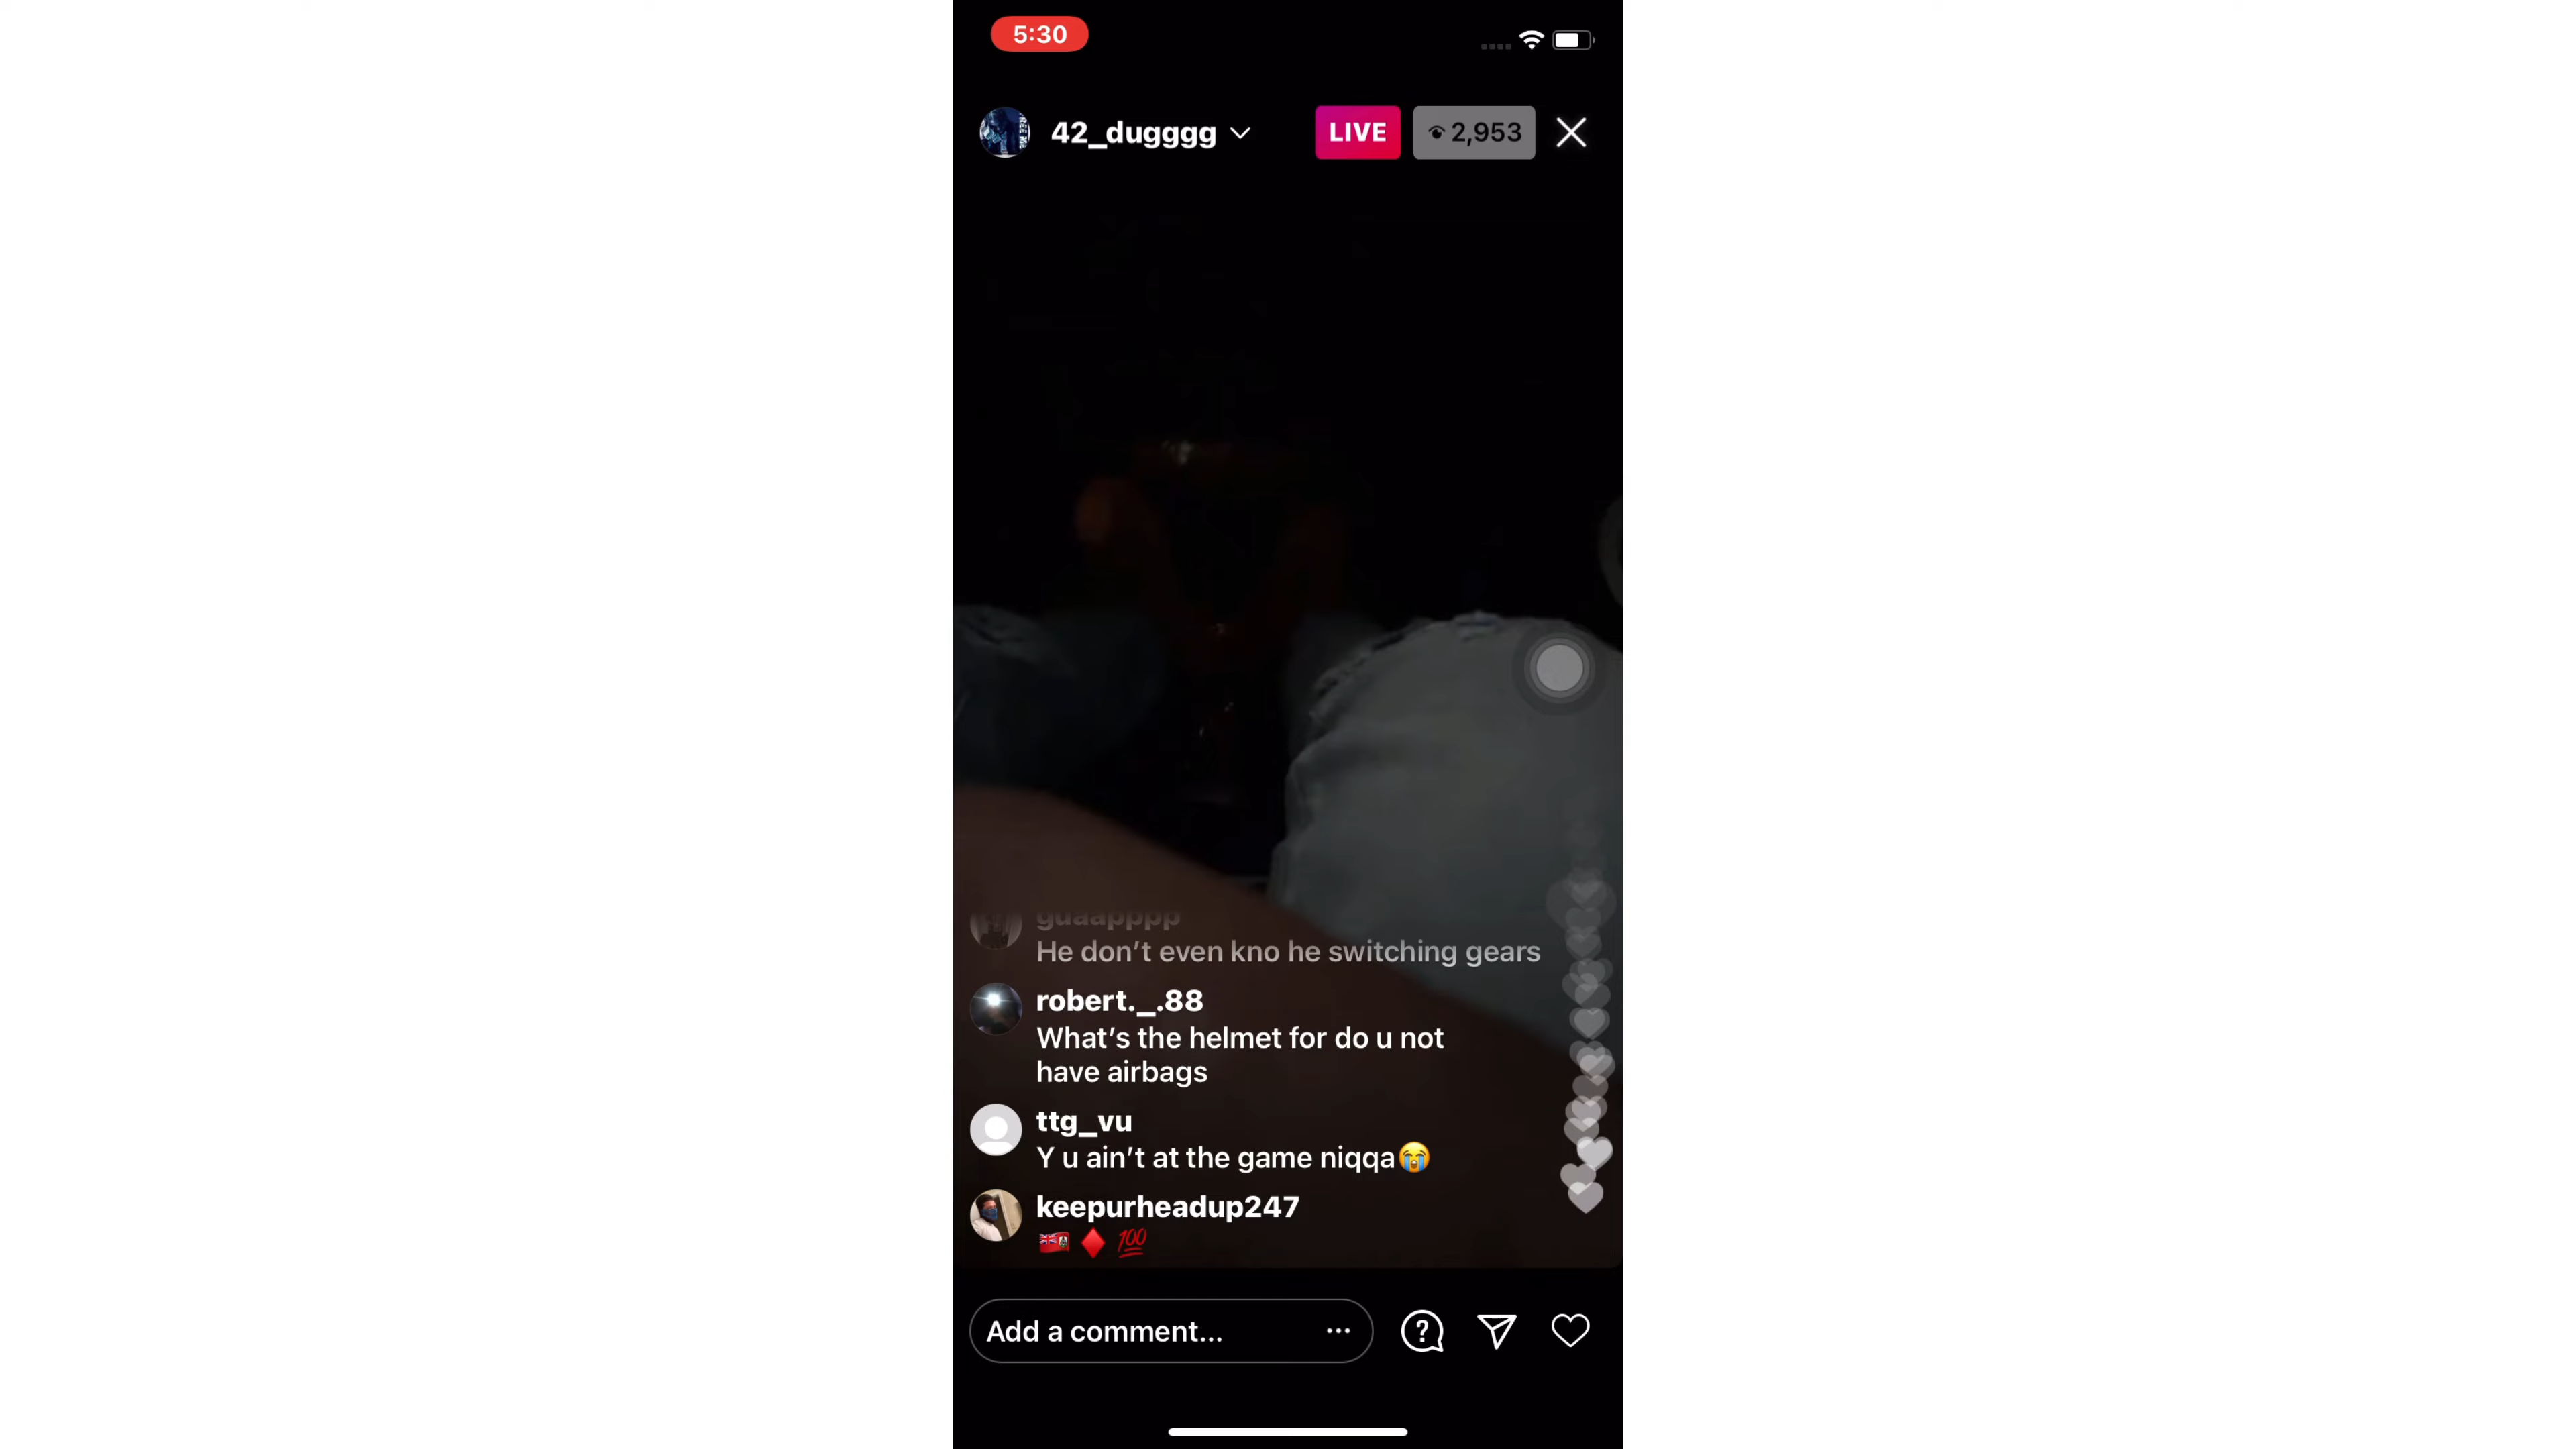 5:30
42_dugggg
LIVE
2,953
guaapppp
He don’t even kno he switching gears
robert._.88
What’s the helmet for do u not
have airbags
ttg_vu
Y u ain’t at the game niqqa😭
keepurheadup247
🇧🇲 ♦️ 💯
Add a comment...